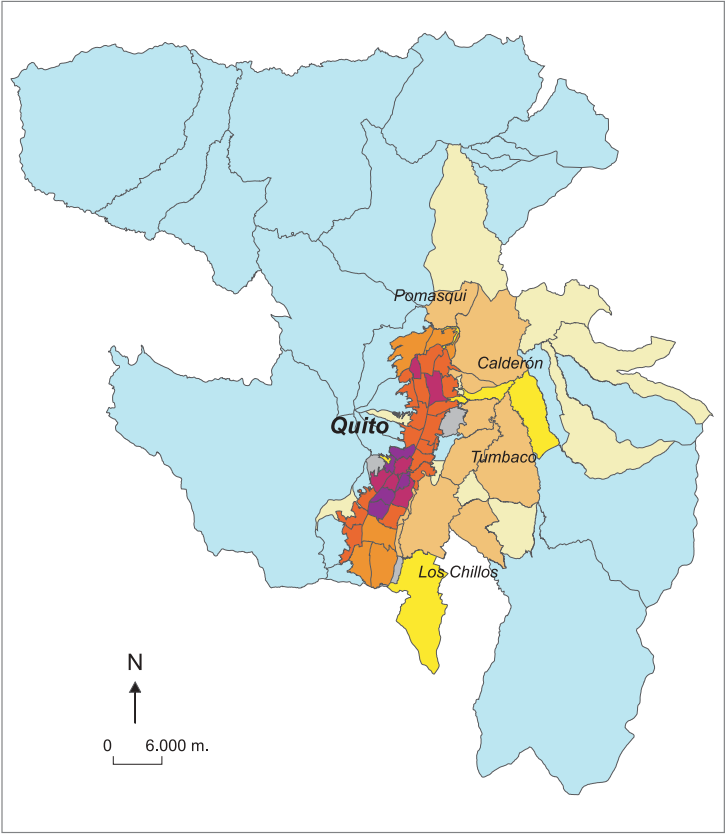 Pomasqui
Calderón
Quito
Tumbaco
Los Chillos
N
0 6.000 m.